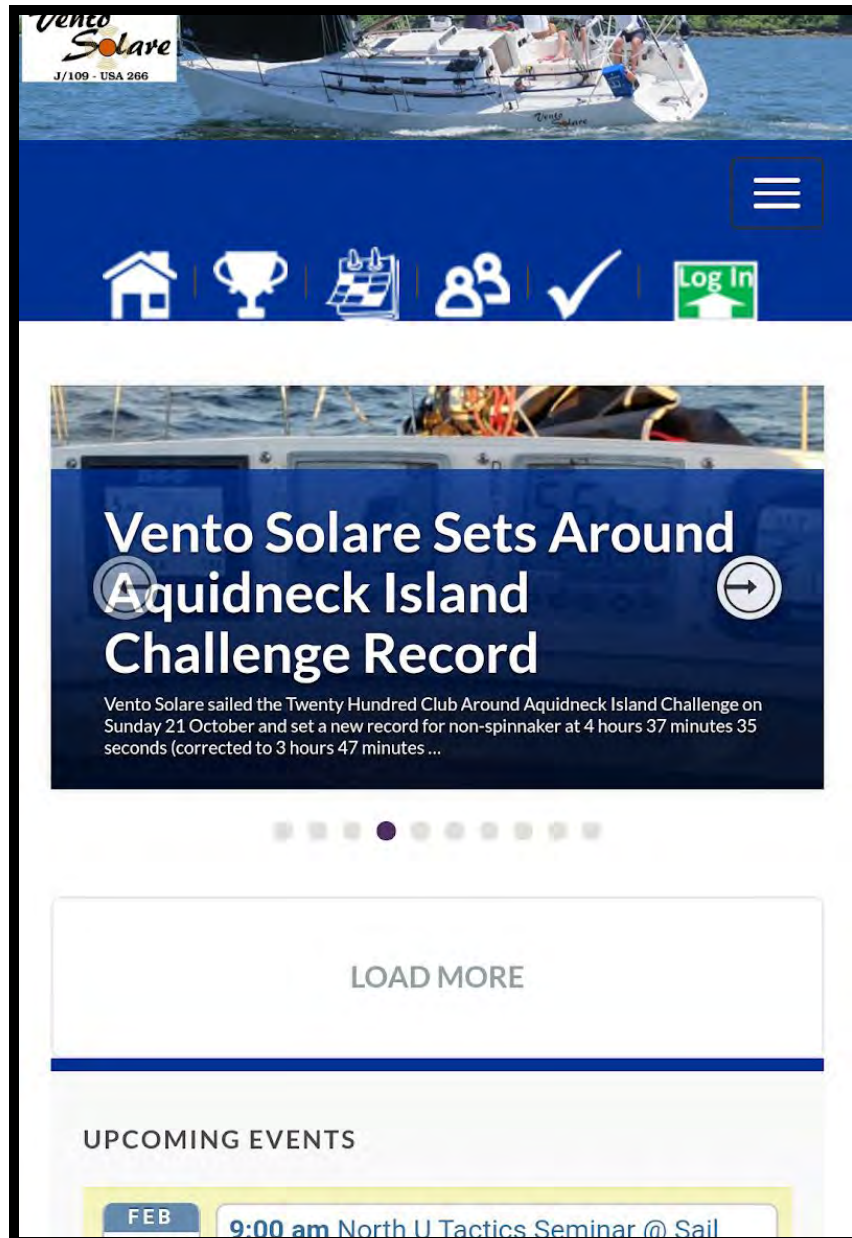 Vento
Solare
J/109 - USA 266
Vento
Solare
Log In
Vento Solare Sets Around
Aquidneck Island
Challenge Record
Vento Solare sailed the Twenty Hundred Club Around Aquidneck Island Challenge on
Sunday 21 October and set a new record for non-spinnaker at 4 hours 37 minutes 35
seconds (corrected to 3 hours 47 minutes ...
LOAD MORE
UPCOMING EVENTS
FEB
9:00 am North U Tactics Seminar @ Sail